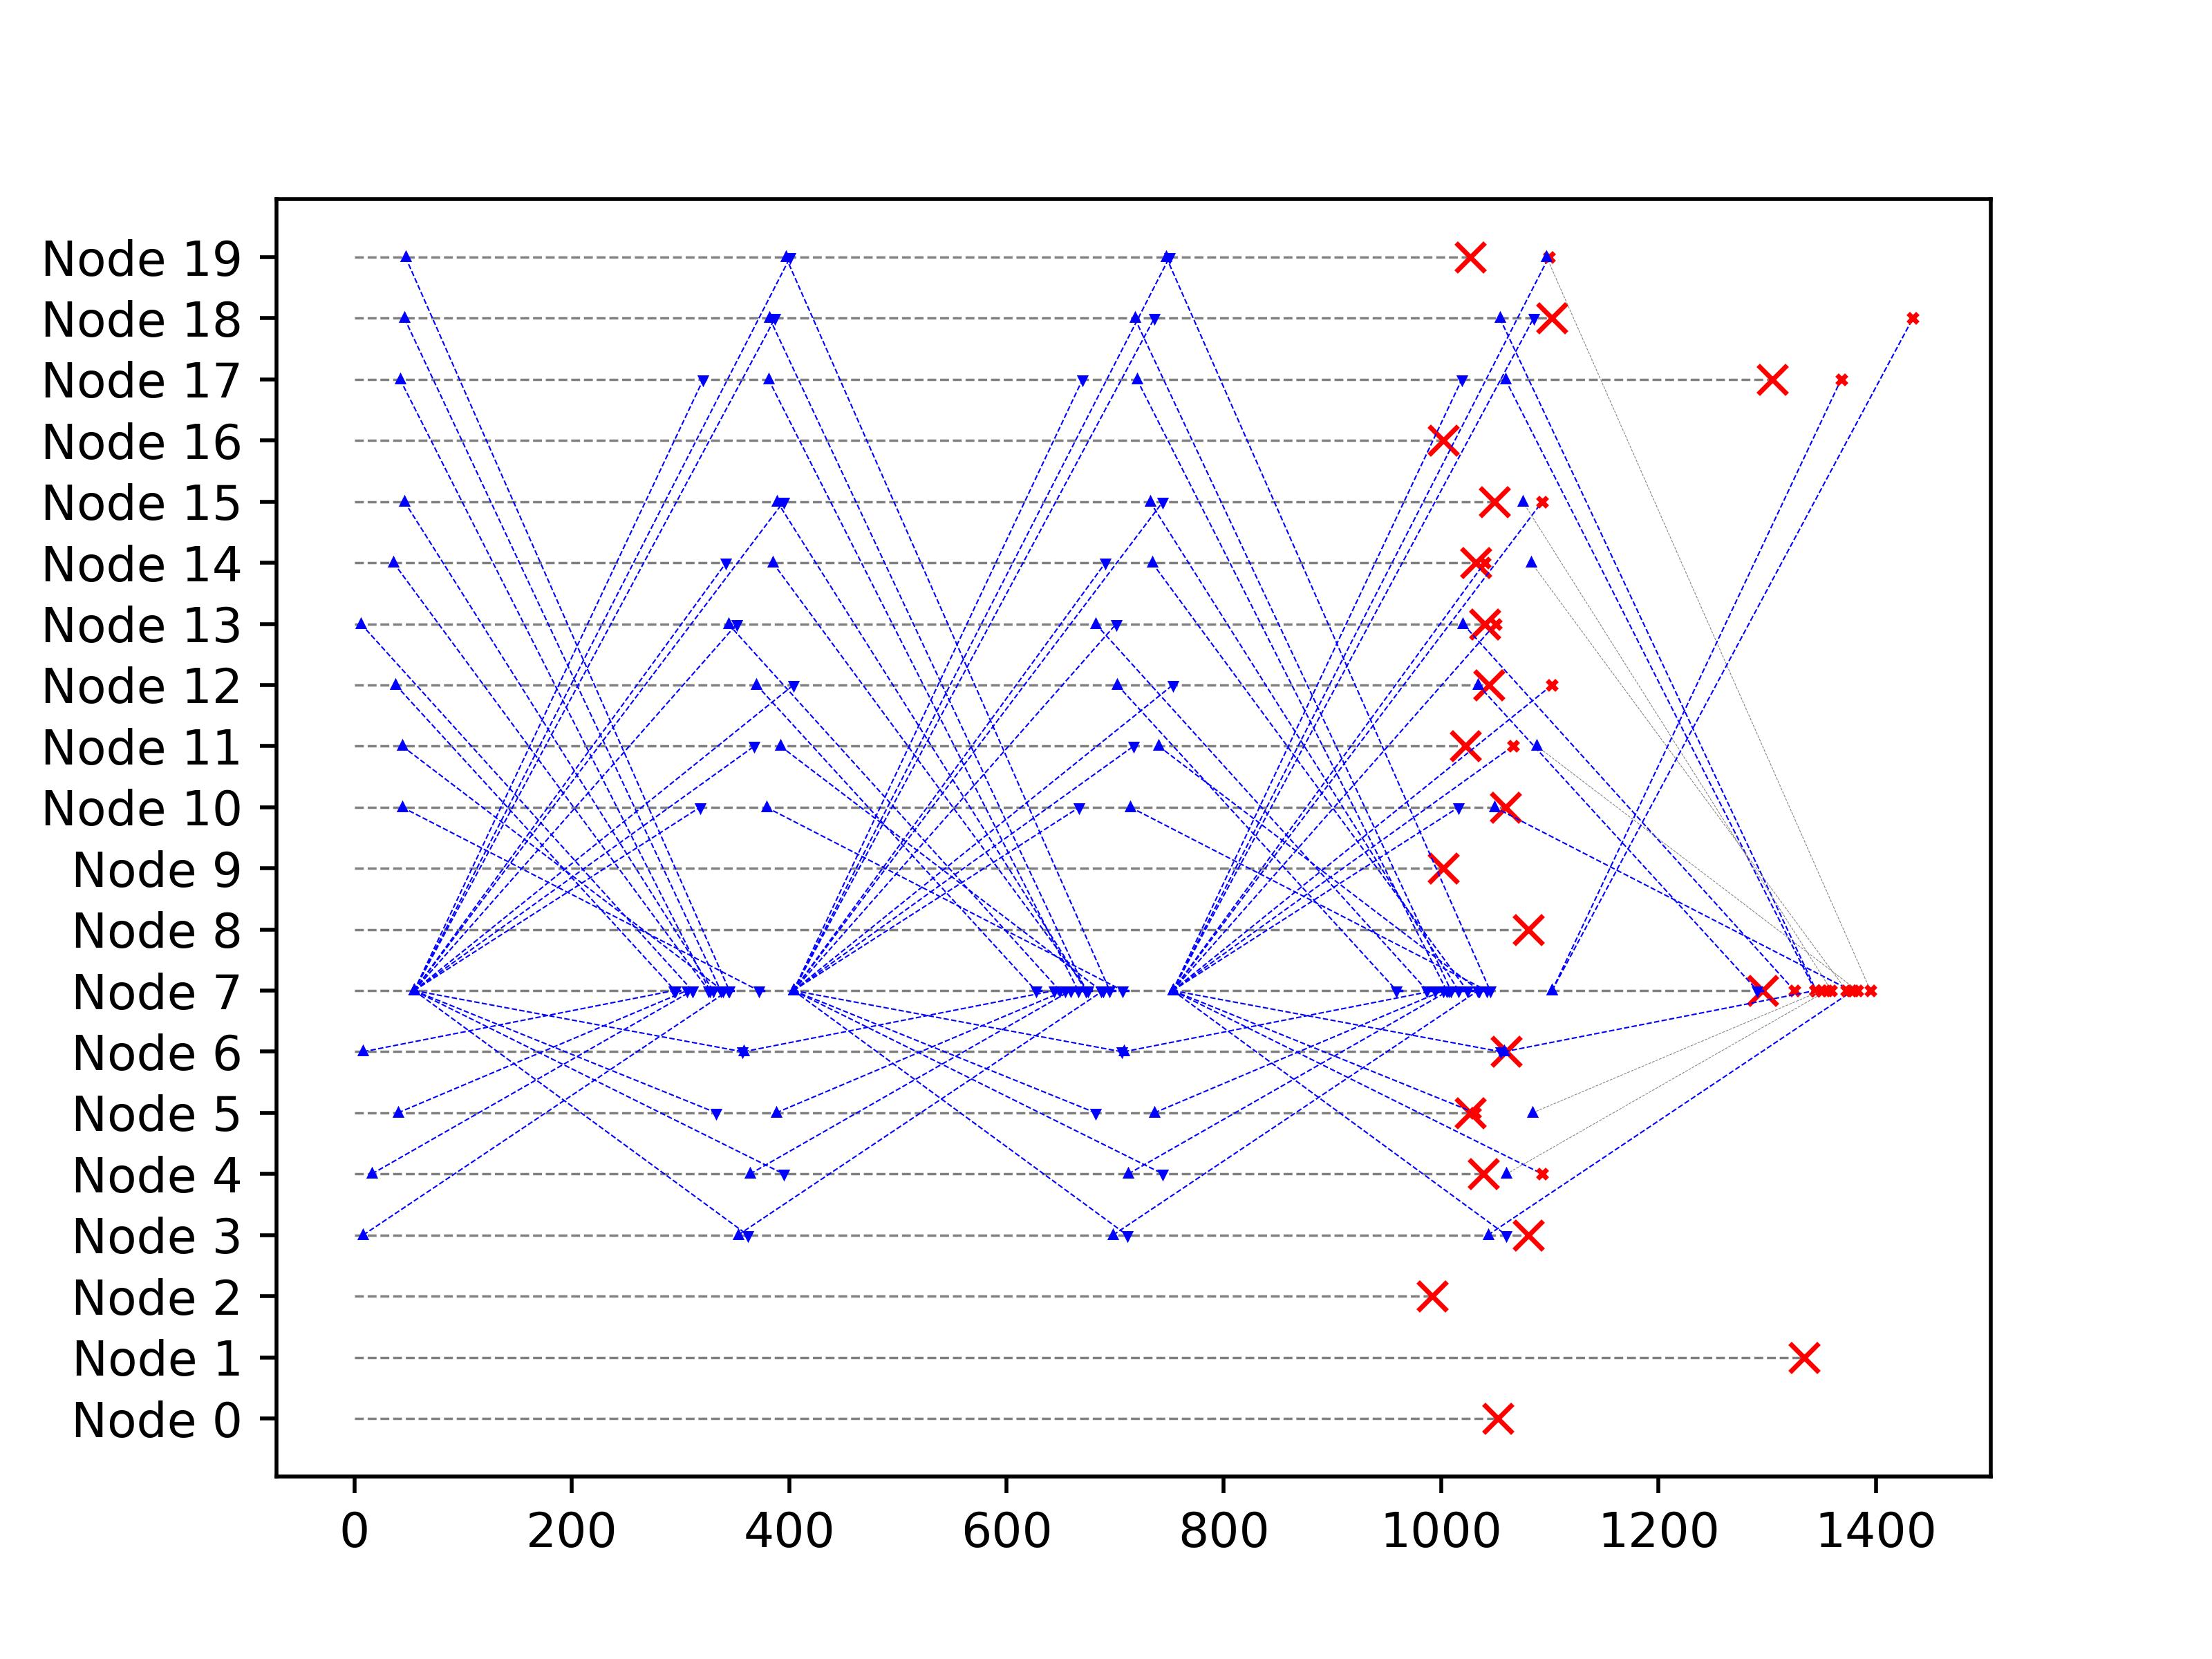 Node 19
Node 18
Node 17
Node 16
Node 15
Node 14
Node 13
Node 12
Node 11
Node 10
Node 9
Node 8
Node 7
Node 6
Node 5
Node 4
Node 3
Node 2
Node 1
Node 0
0 200 400 600 800 1000 1200 1400